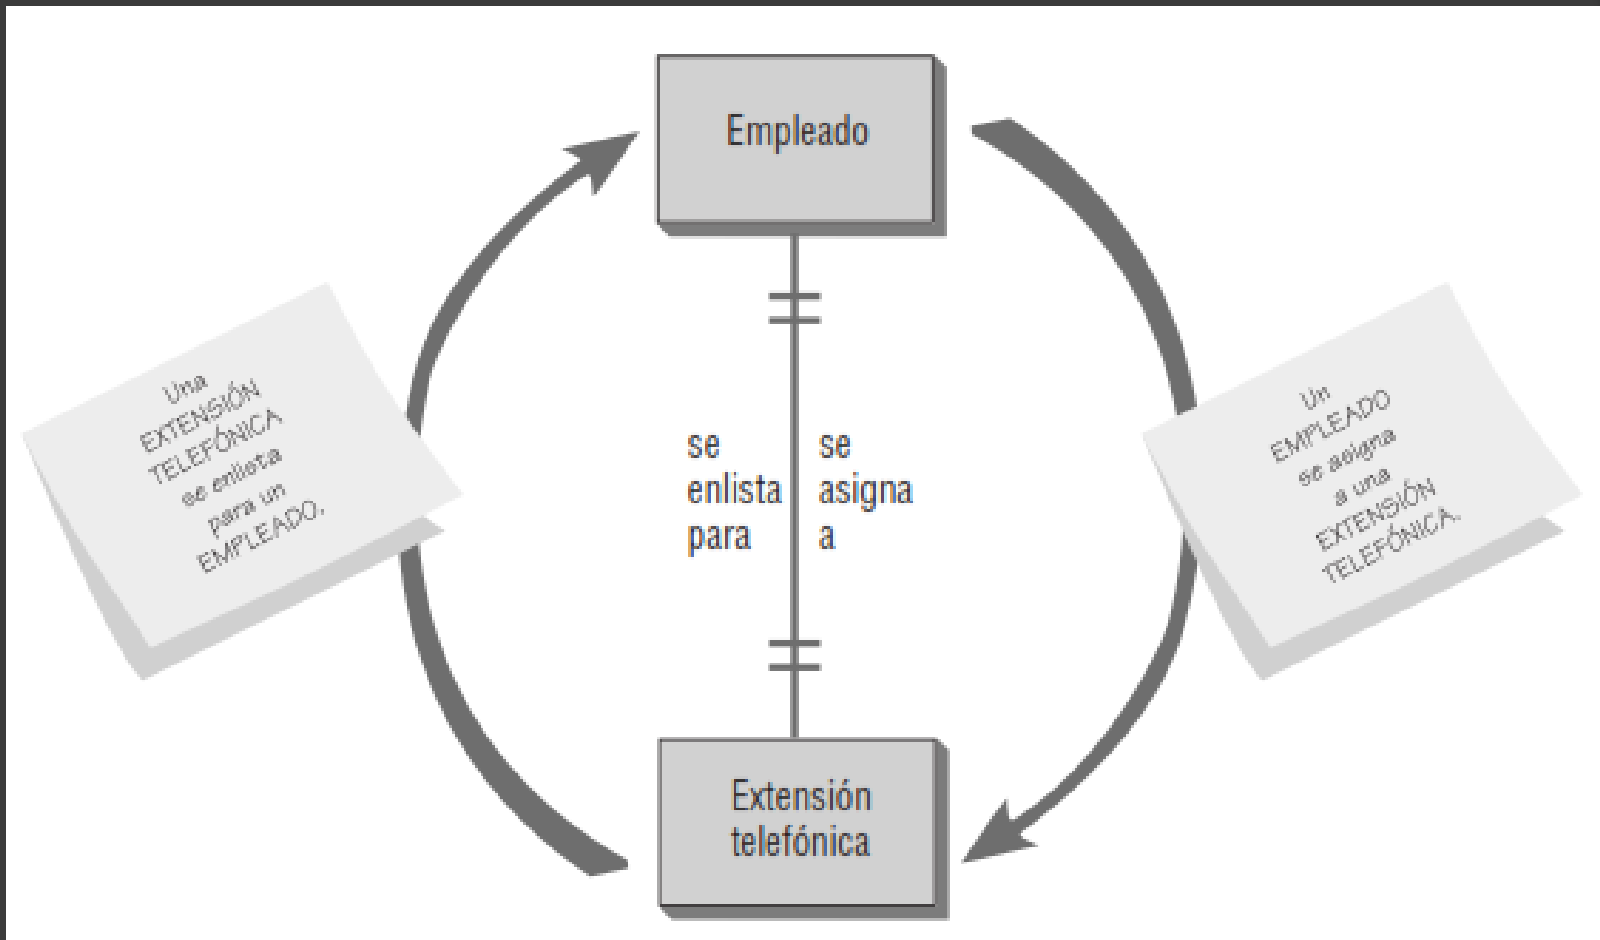 Empleado
Una
EXTENSIÓN
TELEFÓNICA
se enlista
para un
EMPLEADO.
se
enlista
para
se
asigna
a
Un
EMPLEADO
se asigna
a una
EXTENSIÓN
TELEFÓNICA.
Extensión
telefónica